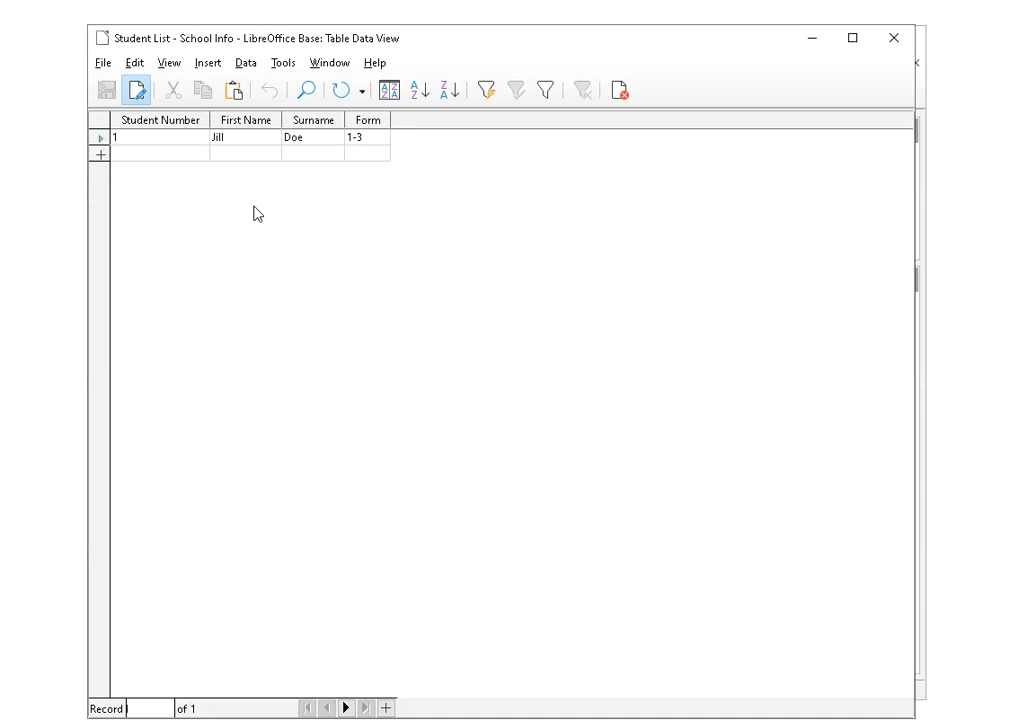 Student List - School Info - LibreOffice Base: Table Data View
File Edit View Insert Data Tools Window Help
Student Number First Name Surname Form
1 Jill Doe 1-3
Record of 1